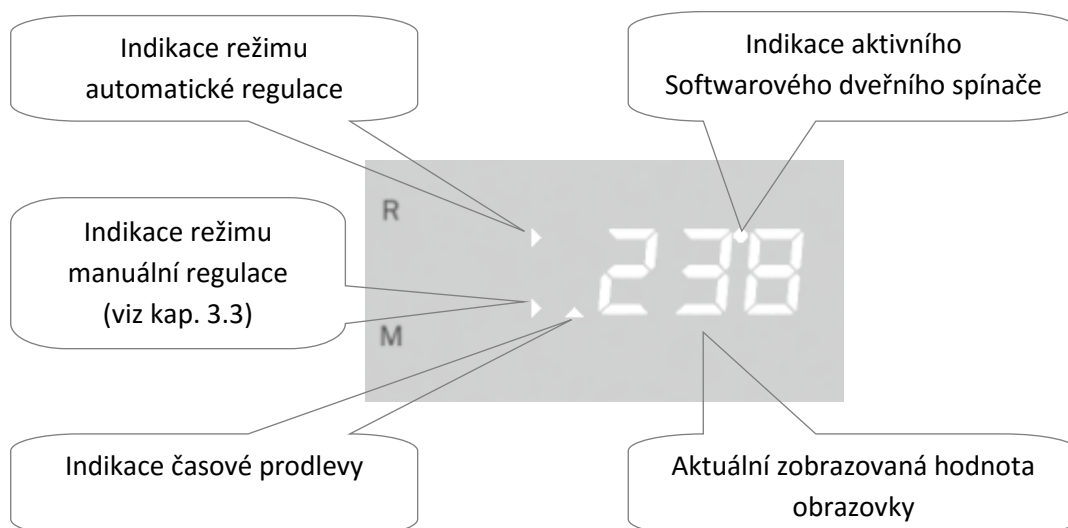 Indikace režimu
automatické regulace
Indikace aktivního
Softwarového dveřního spínače
R
238
Indikace režimu
manuální regulace
(viz kap. 3.3)
M
Indikace časové prodlevy
Aktuální zobrazovaná hodnota
obrazovky